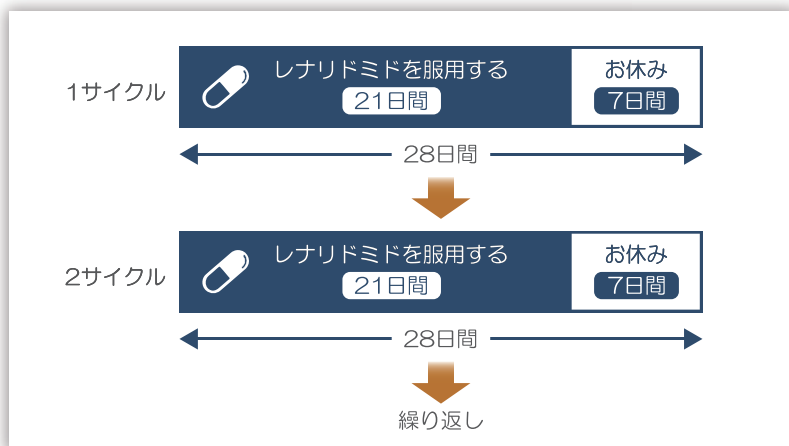 1サイクル
レナリドミドを服用する
21日間
お休み
7日間
28日間
2サイクル
レナリドミドを服用する
21日間
お休み
7日間
28日間
繰り返し